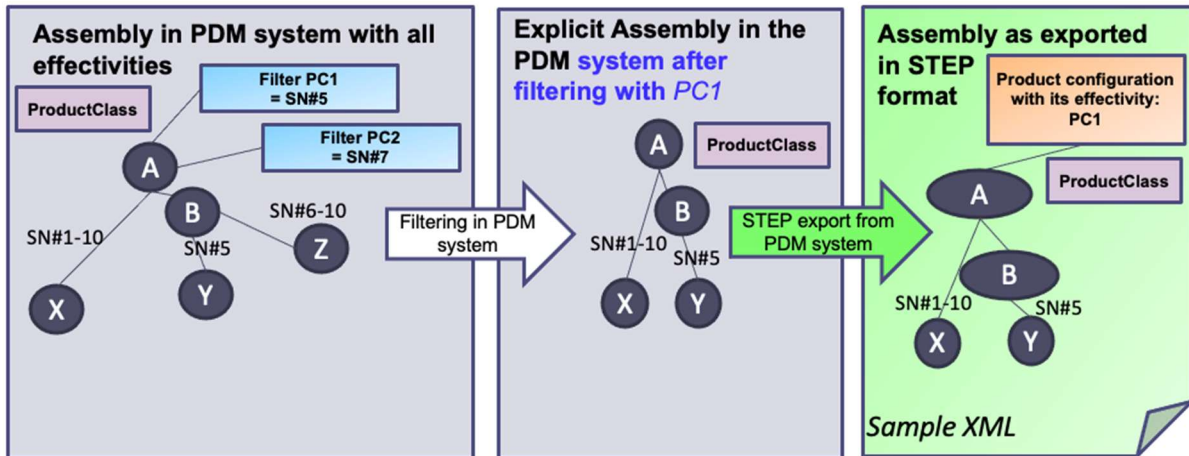 Assembly in PDM system with all
effectivities
Filter PC1
= SN#5
ProductClass
Filter PC2
= SN#7
A
B
SN#6-10
SN#1-10
SN#5
Z
X
Y
Filtering in PDM
system
Explicit Assembly in the
PDM system after
filtering with PC1
A
ProductClass
B
SN#1-10
SN#5
X
Y
STEP export from
PDM system
Assembly as exported
in STEP
format
Product configuration
with its effectivity:
PC1
ProductClass
A
B
SN#1-10
SN#5
X
Y
Sample XML